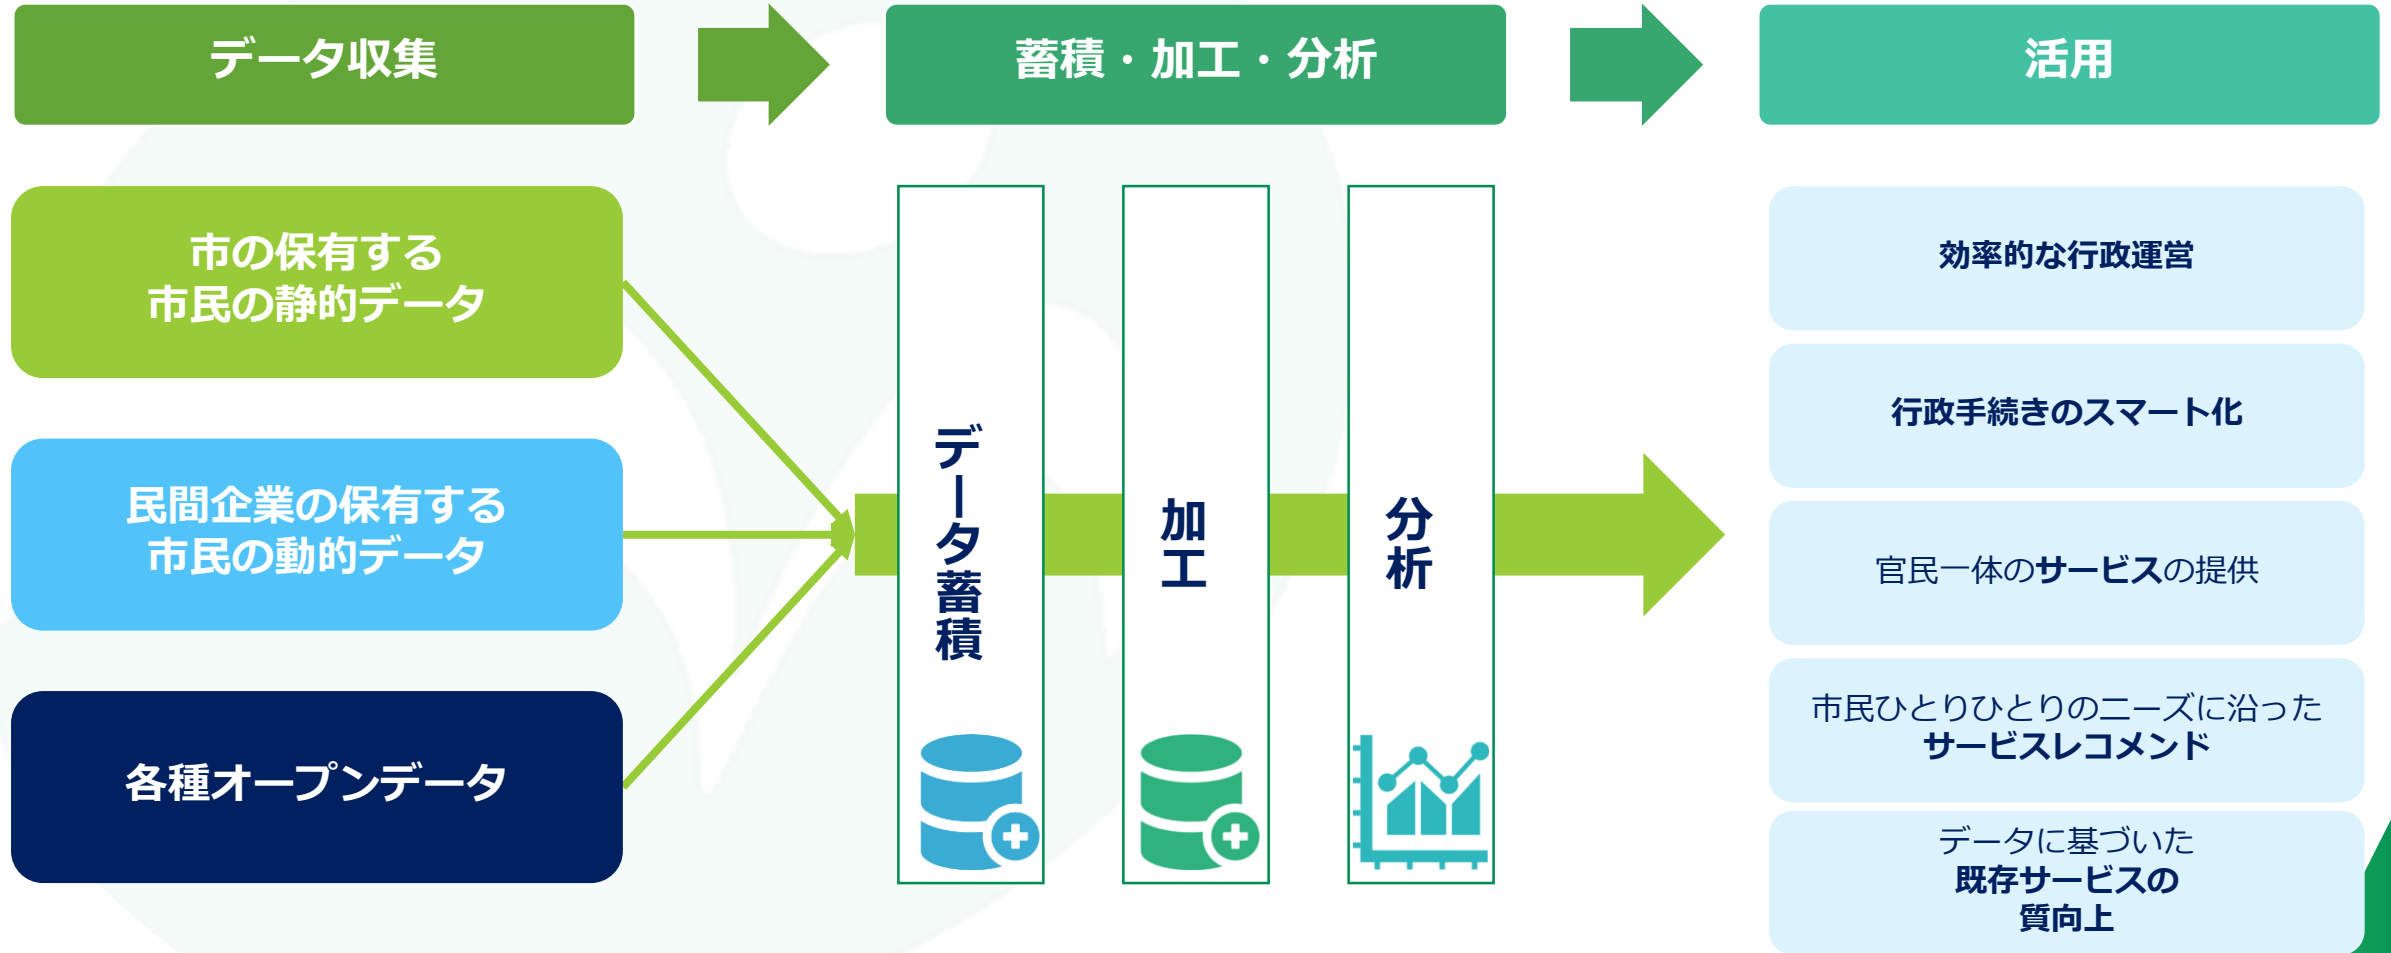 データ収集
蓄積・加工・分析
活用
市の保有する
市民の静的データ
民間企業の保有する
市民の動的データ
各種オープンデータ
データ蓄積
加工
分析
効率的な行政運営
行政手続きのスマート化
官民一体のサービスの提供
市民ひとりひとりのニーズに沿った
サービスレコメンド
データに基づいた
既存サービスの
質向上